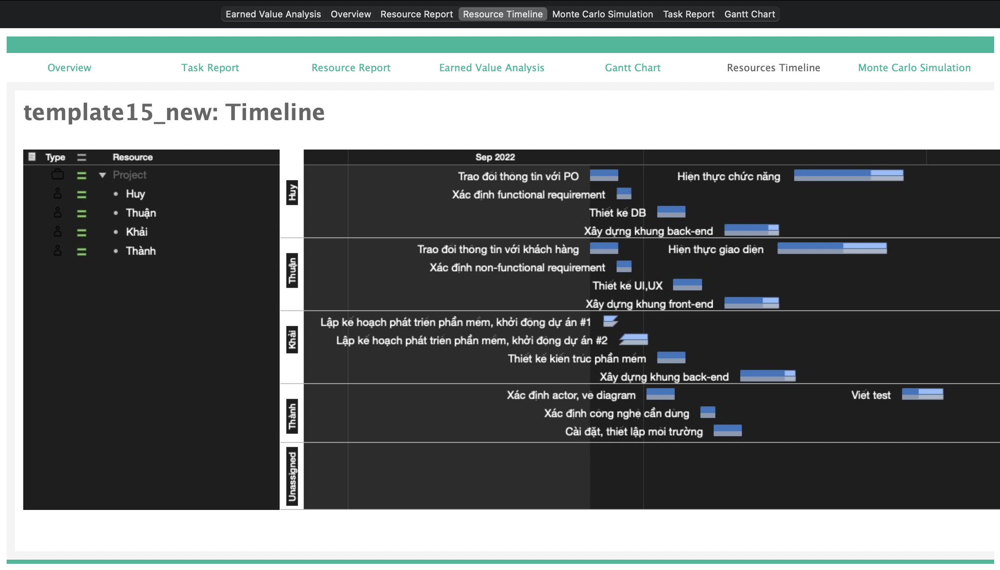 Earned Value Analysis Overview Resource Report Resource Timeline Monte Carlo Simulation Task Report Gantt Chart
Overview Task Report Resource Report Earned Value Analysis Gantt Chart Resources Timeline Monte Carlo Simulation
template15_new: Timeline
Type Resource
Project
Huy
Thuận
Khải
Thành
Sep 2022
Huy
Trao đổi thông tin với PO Hiện thực chức năng
Xác định functional requirement
Thiết kế DB
Xây dựng khung back-end
Thuận
Trao đổi thông tin với khách hàng Hiện thực giao diện
Xác định non-functional requirement
Thiết kế UI,UX
Xây dựng khung front-end
Khải
Lập kế hoạch phát triển phần mềm, khởi động dự án #1
Lập kế hoạch phát triển phần mềm, khởi động dự án #2
Thiết kế kiến trúc phần mềm
Xây dựng khung back-end
Thành
Xác định actor, vẽ diagram Viết test
Xác định công nghệ cần dùng
Cài đặt, thiết lập môi trường
Unassigned